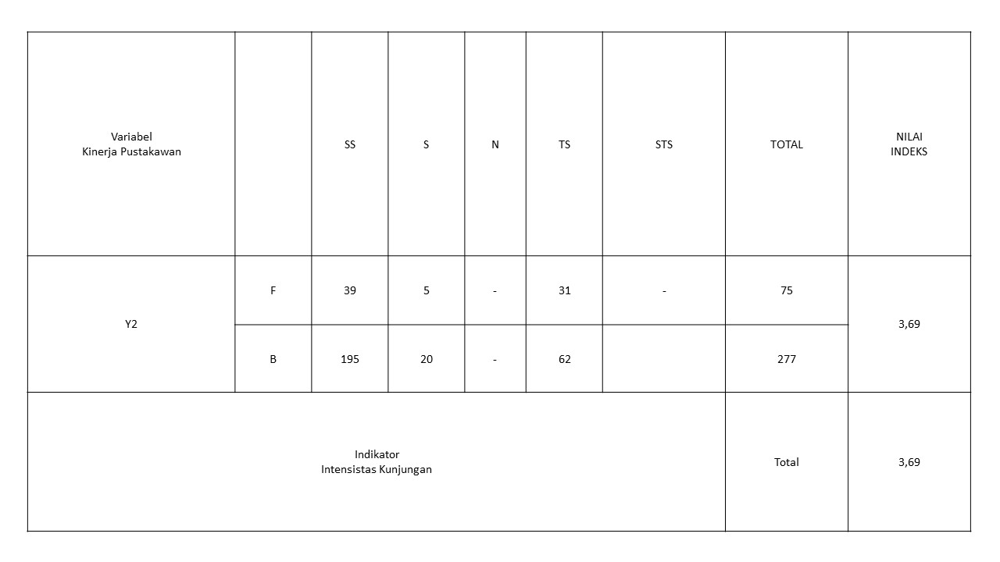 Variabel
Kinerja Pustakawan
SS S N TS STS TOTAL NILAI
INDEKS
Y2 F 39 5 - 31 - 75 3,69
B 195 20 - 62 277
Indikator
Intensistas Kunjungan
Total 3,69